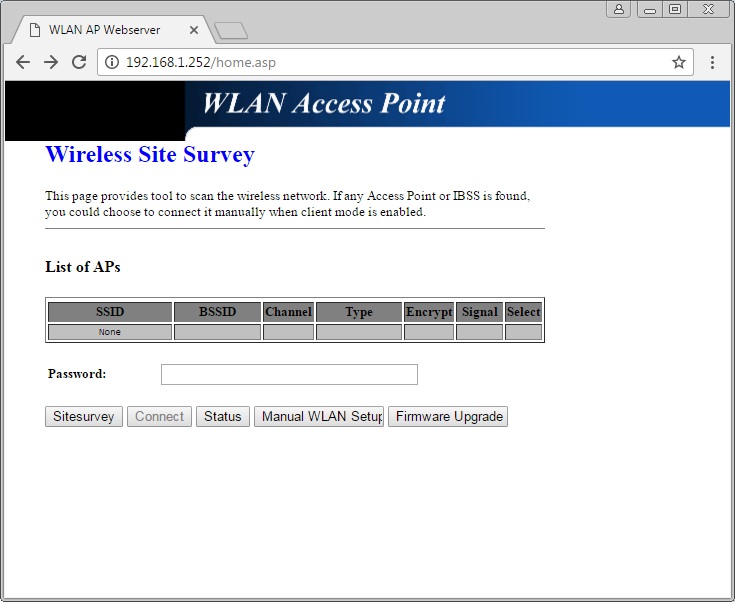 WLAN AP Webserver
192.168.1.252/home.asp
WLAN Access Point
Wireless Site Survey
This page provides tool to scan the wireless network. If any Access Point or IBSS is found,
you could choose to connect it manually when client mode is enabled.
List of APs
SSID BSSID Channel Type Encrypt Signal Select
None
Password:
Sitesurvey Connect Status Manual WLAN Setup Firmware Upgrade